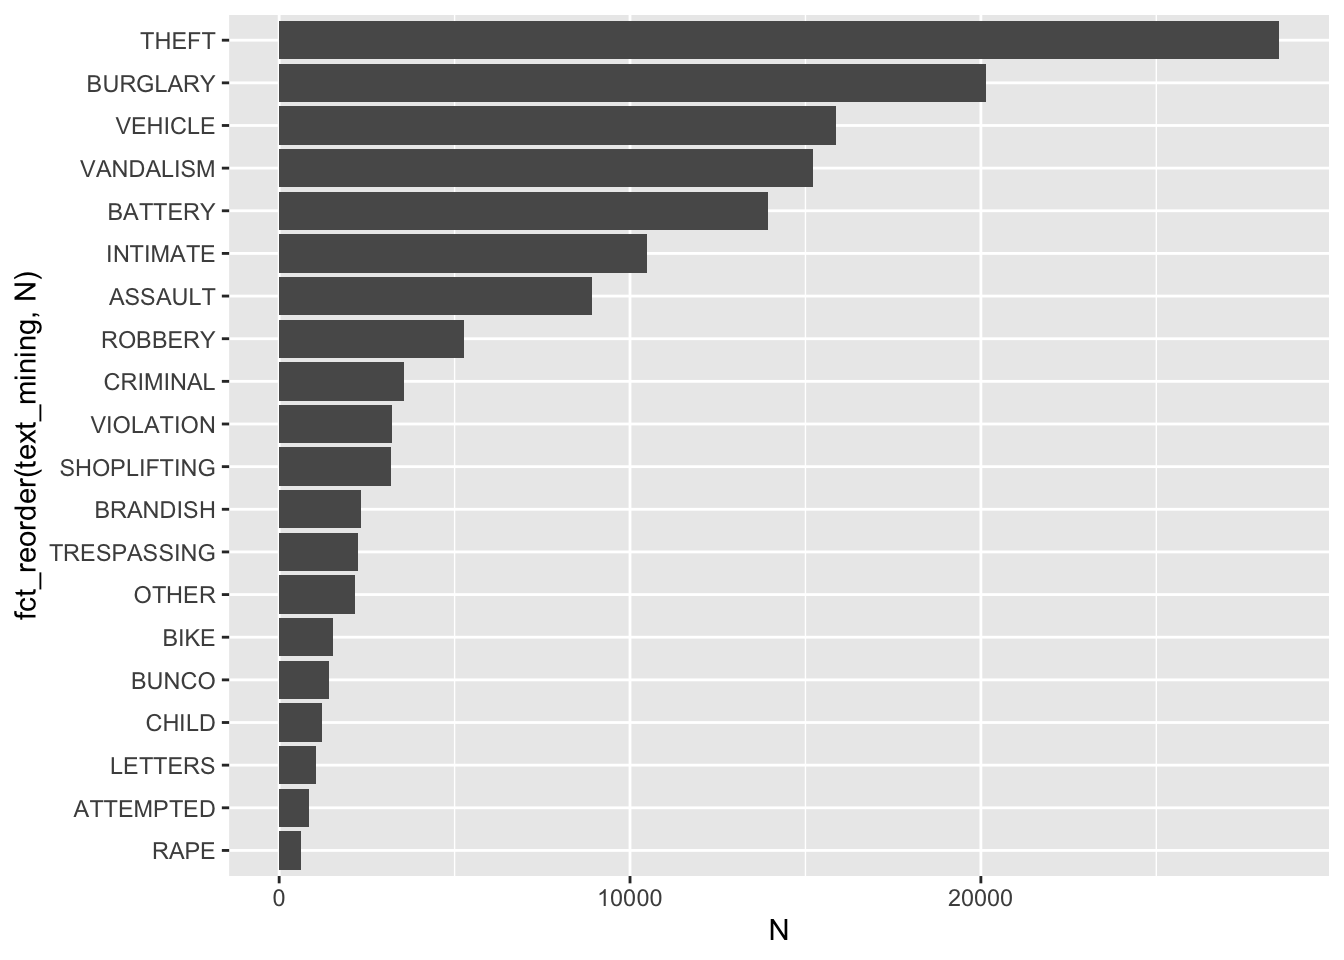 THEFT
BURGLARY
VEHICLE
VANDALISM
BATTERY
INTIMATE
ASSAULT
ROBBERY
CRIMINAL
VIOLATION
SHOPLIFTING
BRANDISH
TRESPASSING
OTHER
BIKE
BUNCO
CHILD
LETTERS
ATTEMPTED
RAPE
fct_reorder(text_mining, N)
0 10000 20000
N